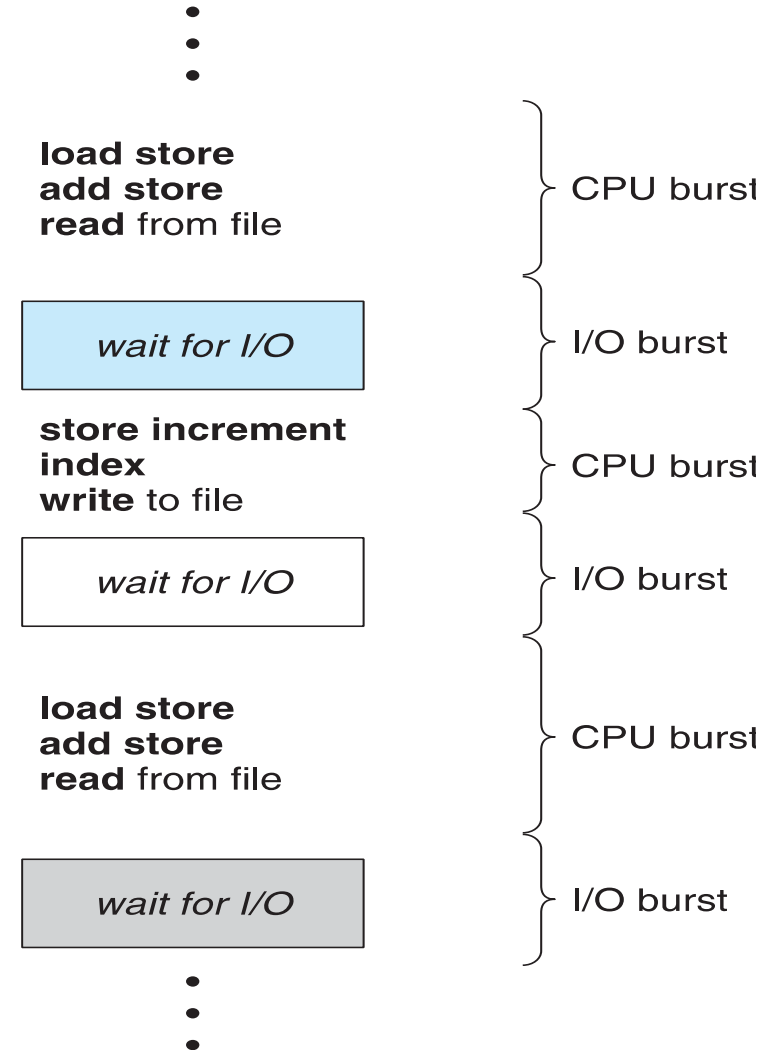 load store
add store
read from file
CPU burst
wait for I/O
I/O burst
store increment
index
write to file
CPU burst
wait for I/O
I/O burst
load store
add store
read from file
CPU burst
wait for I/O
I/O burst